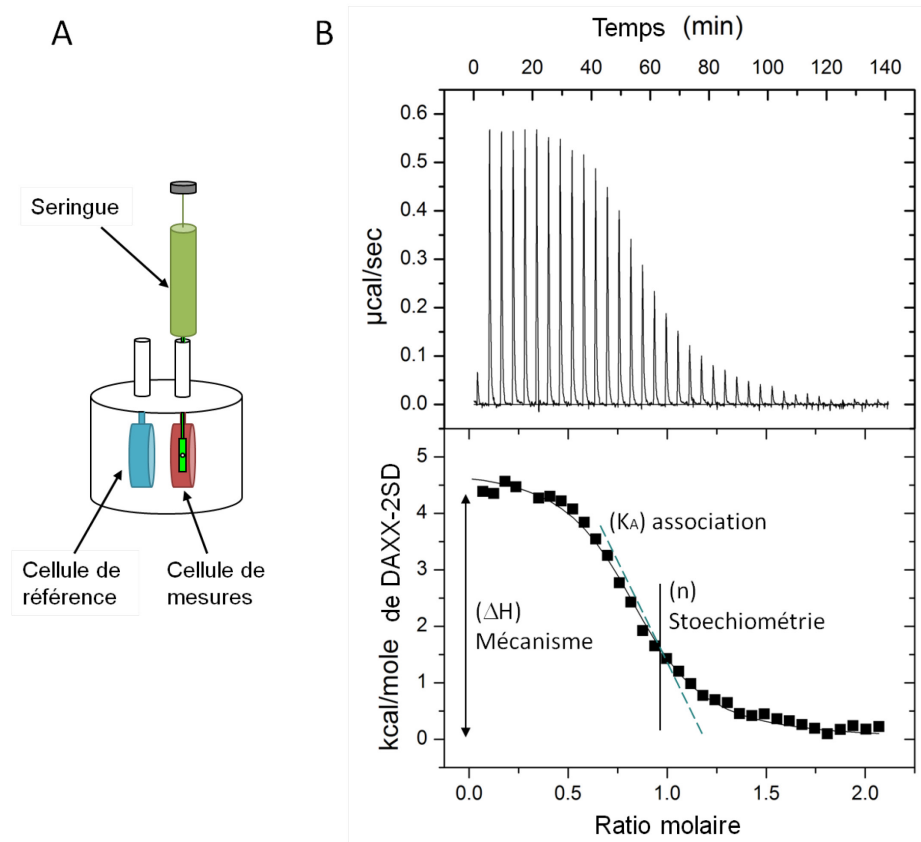 A
B
Seringue
Cellule de
référence
Cellule de
mesures
Temps (min)
0 20 40 60 80 100 120 140
µcal/sec
0.6
0.5
0.4
0.3
0.2
0.1
0.0
kcal/mole de DAXX-2SD
5
4
3
2
1
0
(KA) association
(n)
Stoechiométrie
(ΔH)
Mécanisme
0.0 0.5 1.0 1.5 2.0
Ratio molaire